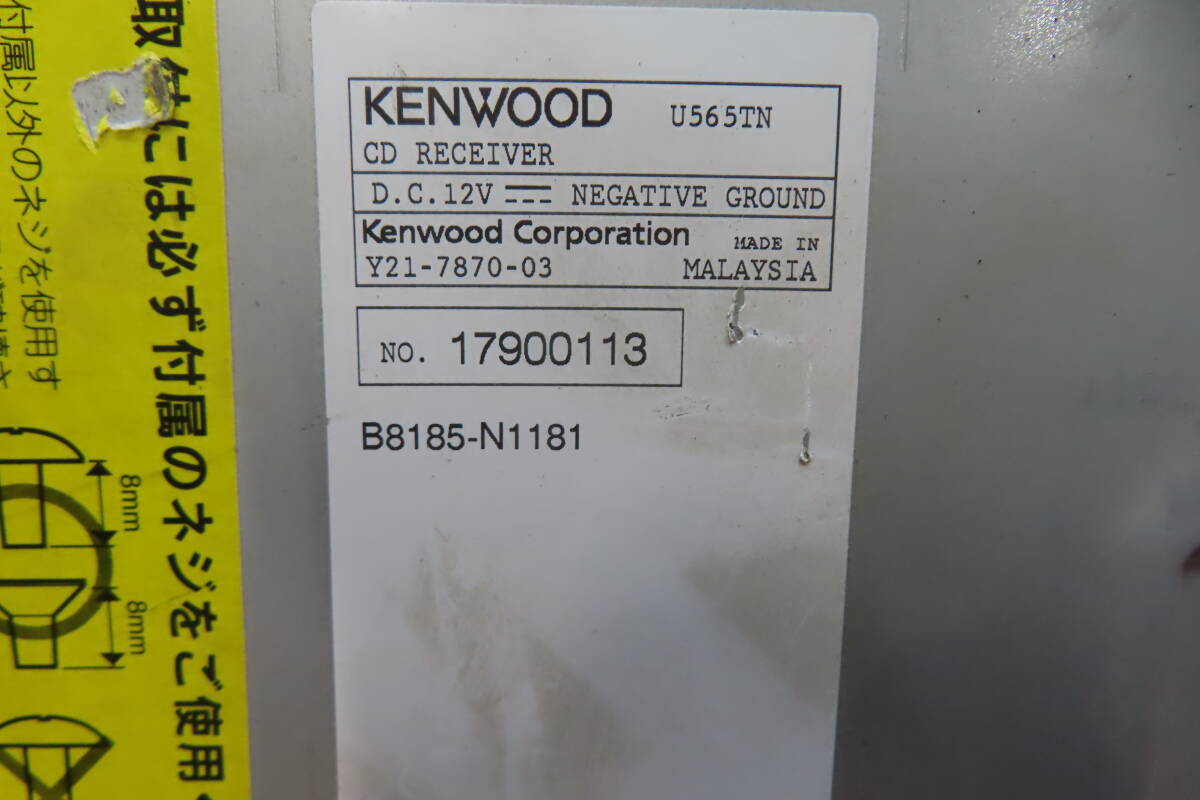 KENWOOD U565TN
CD RECEIVER
D.C.12V NEGATIVE GROUND
Kenwood Corporation MADE IN
Y21-7870-03 MALAYSIA
NO. 17900113
B8185-N1181
取付には必ず付属のネジをご使用く
付属以外のネジを使用す
8mm
8mm